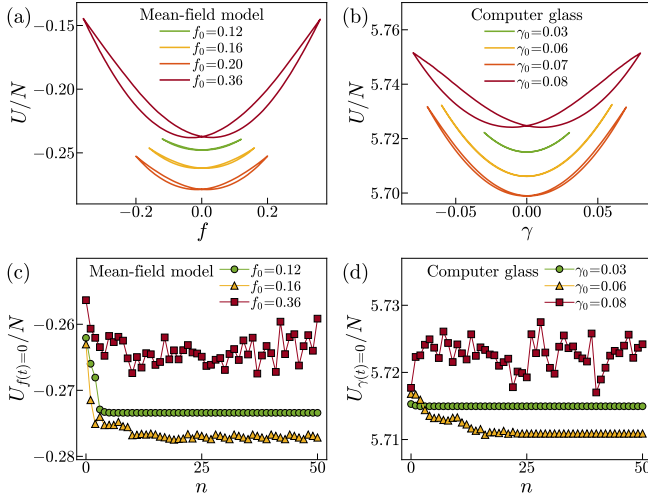 (a) Mean-field model
f₀=0.12
f₀=0.16
f₀=0.20
f₀=0.36
U/N
−0.15
−0.20
−0.25
−0.2 0.0 0.2
f
(b) Computer glass
γ₀=0.03
γ₀=0.06
γ₀=0.07
γ₀=0.08
U/N
5.76
5.74
5.72
5.70
−0.05 0.00 0.05
γ
(c) Mean-field model
f₀=0.12
f₀=0.16
f₀=0.36
U_{f(t)=0}/N
−0.26
−0.27
−0.28
0 25 50
n
(d) Computer glass
γ₀=0.03
γ₀=0.06
γ₀=0.08
U_{γ(t)=0}/N
5.73
5.72
5.71
0 25 50
n